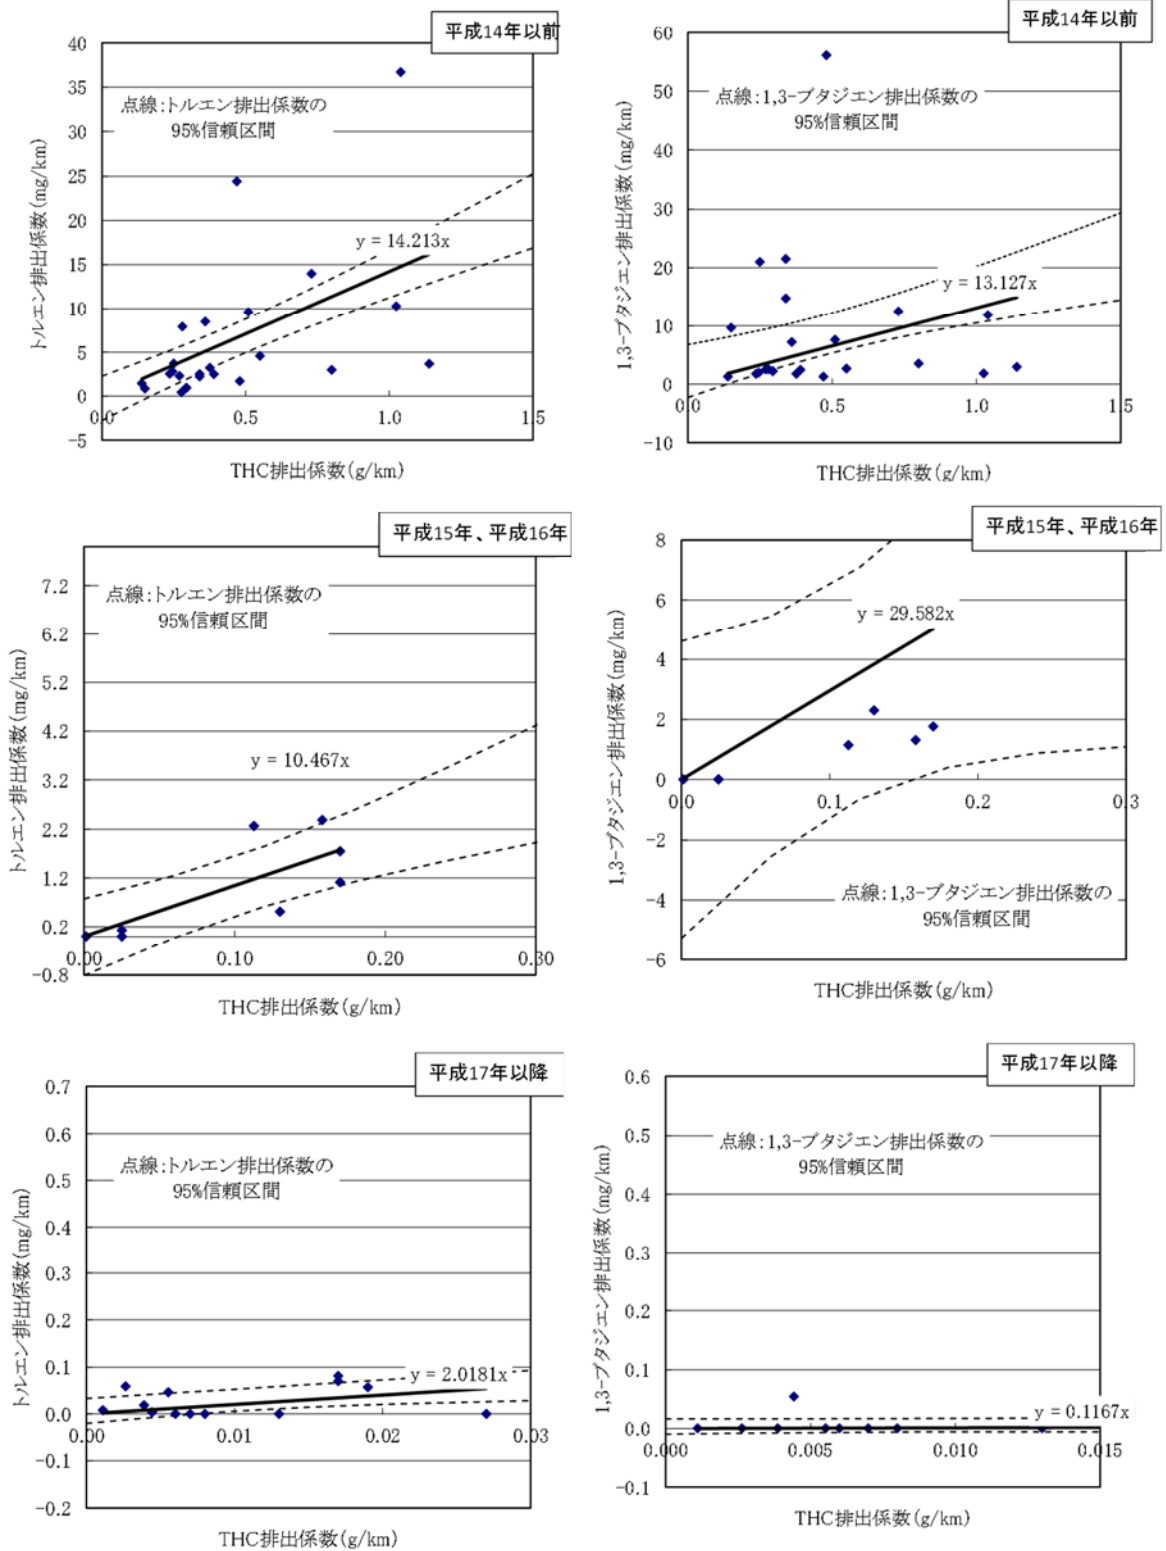 平成14年以前
40
35
30
25
20
15
10
5
0
-5
点線:トルエン排出係数の
95%信頼区間
y = 14.213x
0.0
0.5
1.0
1.5
トルエン排出係数(mg/km)
THC排出係数(g/km)
平成14年以前
60
50
40
30
20
10
0
-10
点線:1,3-ブタジエン排出係数の
95%信頼区間
y = 13.127x
0.0
0.5
1.0
1.5
1,3-ブタジエン排出係数(mg/km)
THC排出係数(g/km)
平成15年、平成16年
7.2
6.2
5.2
4.2
3.2
2.2
1.2
0.2
-0.8
点線:トルエン排出係数の
95%信頼区間
y = 10.467x
0.00
0.10
0.20
0.30
トルエン排出係数(mg/km)
THC排出係数(g/km)
平成15年、平成16年
8
6
4
2
0
-2
-4
-6
y = 29.582x
0.0
0.1
0.2
0.3
点線:1,3-ブタジエン排出係数の
95%信頼区間
1,3-ブタジエン排出係数(mg/km)
THC排出係数(g/km)
平成17年以降
0.7
0.6
0.5
0.4
0.3
0.2
0.1
0.0
-0.1
-0.2
点線:トルエン排出係数の
95%信頼区間
y = 2.0181x
0.00
0.01
0.02
0.03
トルエン排出係数(mg/km)
THC排出係数(g/km)
平成17年以降
0.6
0.5
0.4
0.3
0.2
0.1
0.0
-0.1
点線:1,3-ブタジエン排出係数の
95%信頼区間
y = 0.1167x
0.000
0.005
0.010
0.015
1,3-ブタジエン排出係数(mg/km)
THC排出係数(g/km)